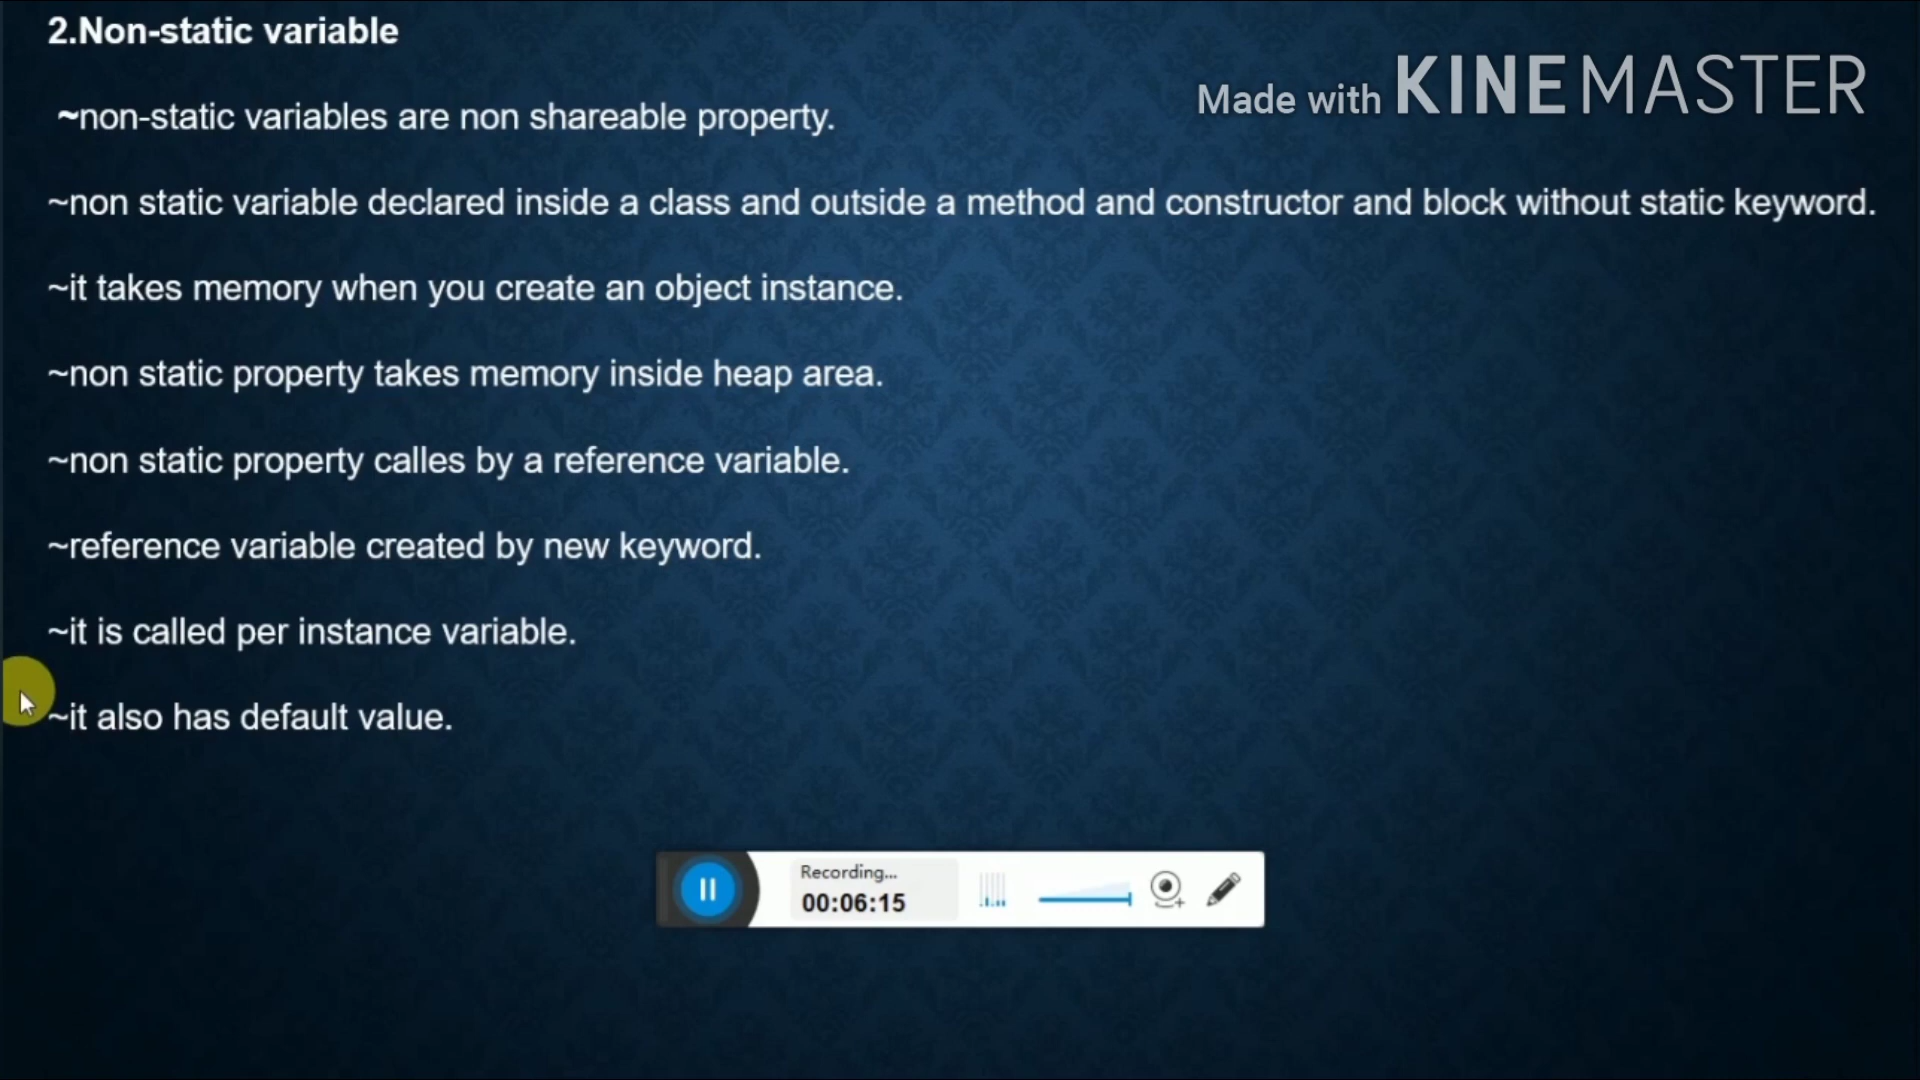 2.Non-static variable
Made with KINEMASTER
~non-static variables are non shareable property.
~non static variable declared inside a class and outside a method and constructor and block without static keyword.
~it takes memory when you create an object instance.
~non static property takes memory inside heap area.
~non static property calles by a reference variable.
~reference variable created by new keyword.
~it is called per instance variable.
~it also has default value.
Recording...
00:06:15